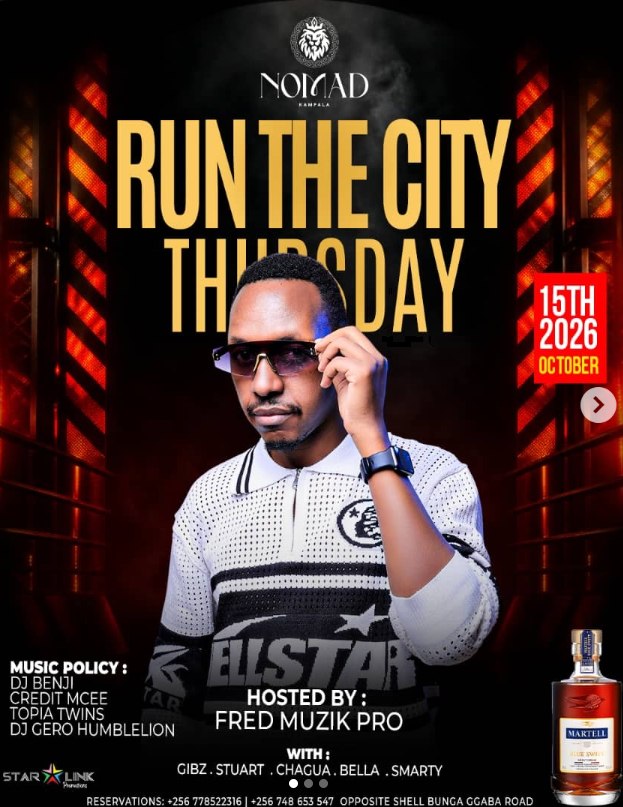 NOMAD
KAMPALA
RUN THE CITY
THURSDAY
15TH
2026
OCTOBER
ELLSTAR
TAR
MUSIC POLICY :
DJ BENJI
CREDIT MCEE
TOPIA TWINS
DJ GERO HUMBLELION
HOSTED BY :
FRED MUZIK PRO
WITH :
GIBZ . STUART . CHAGUA . BELLA . SMARTY
MARTELL
STAR LINK
Promotions
RESERVATIONS: +256 778522316 | +256 748 653 547 OPPOSITE SHELL BUNGA GGABA ROAD